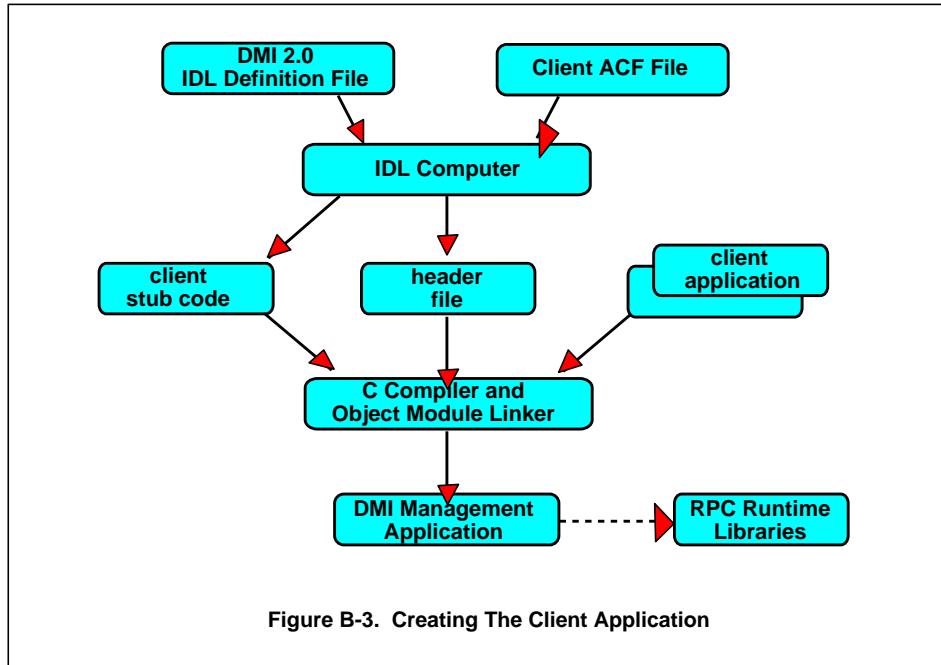 DMI 2.0
IDL Definition File
Client ACF File
IDL Computer
client
stub code
header
file
client
application
C Compiler and
Object Module Linker
DMI Management
Application
RPC Runtime
Libraries
Figure B-3. Creating The Client Application